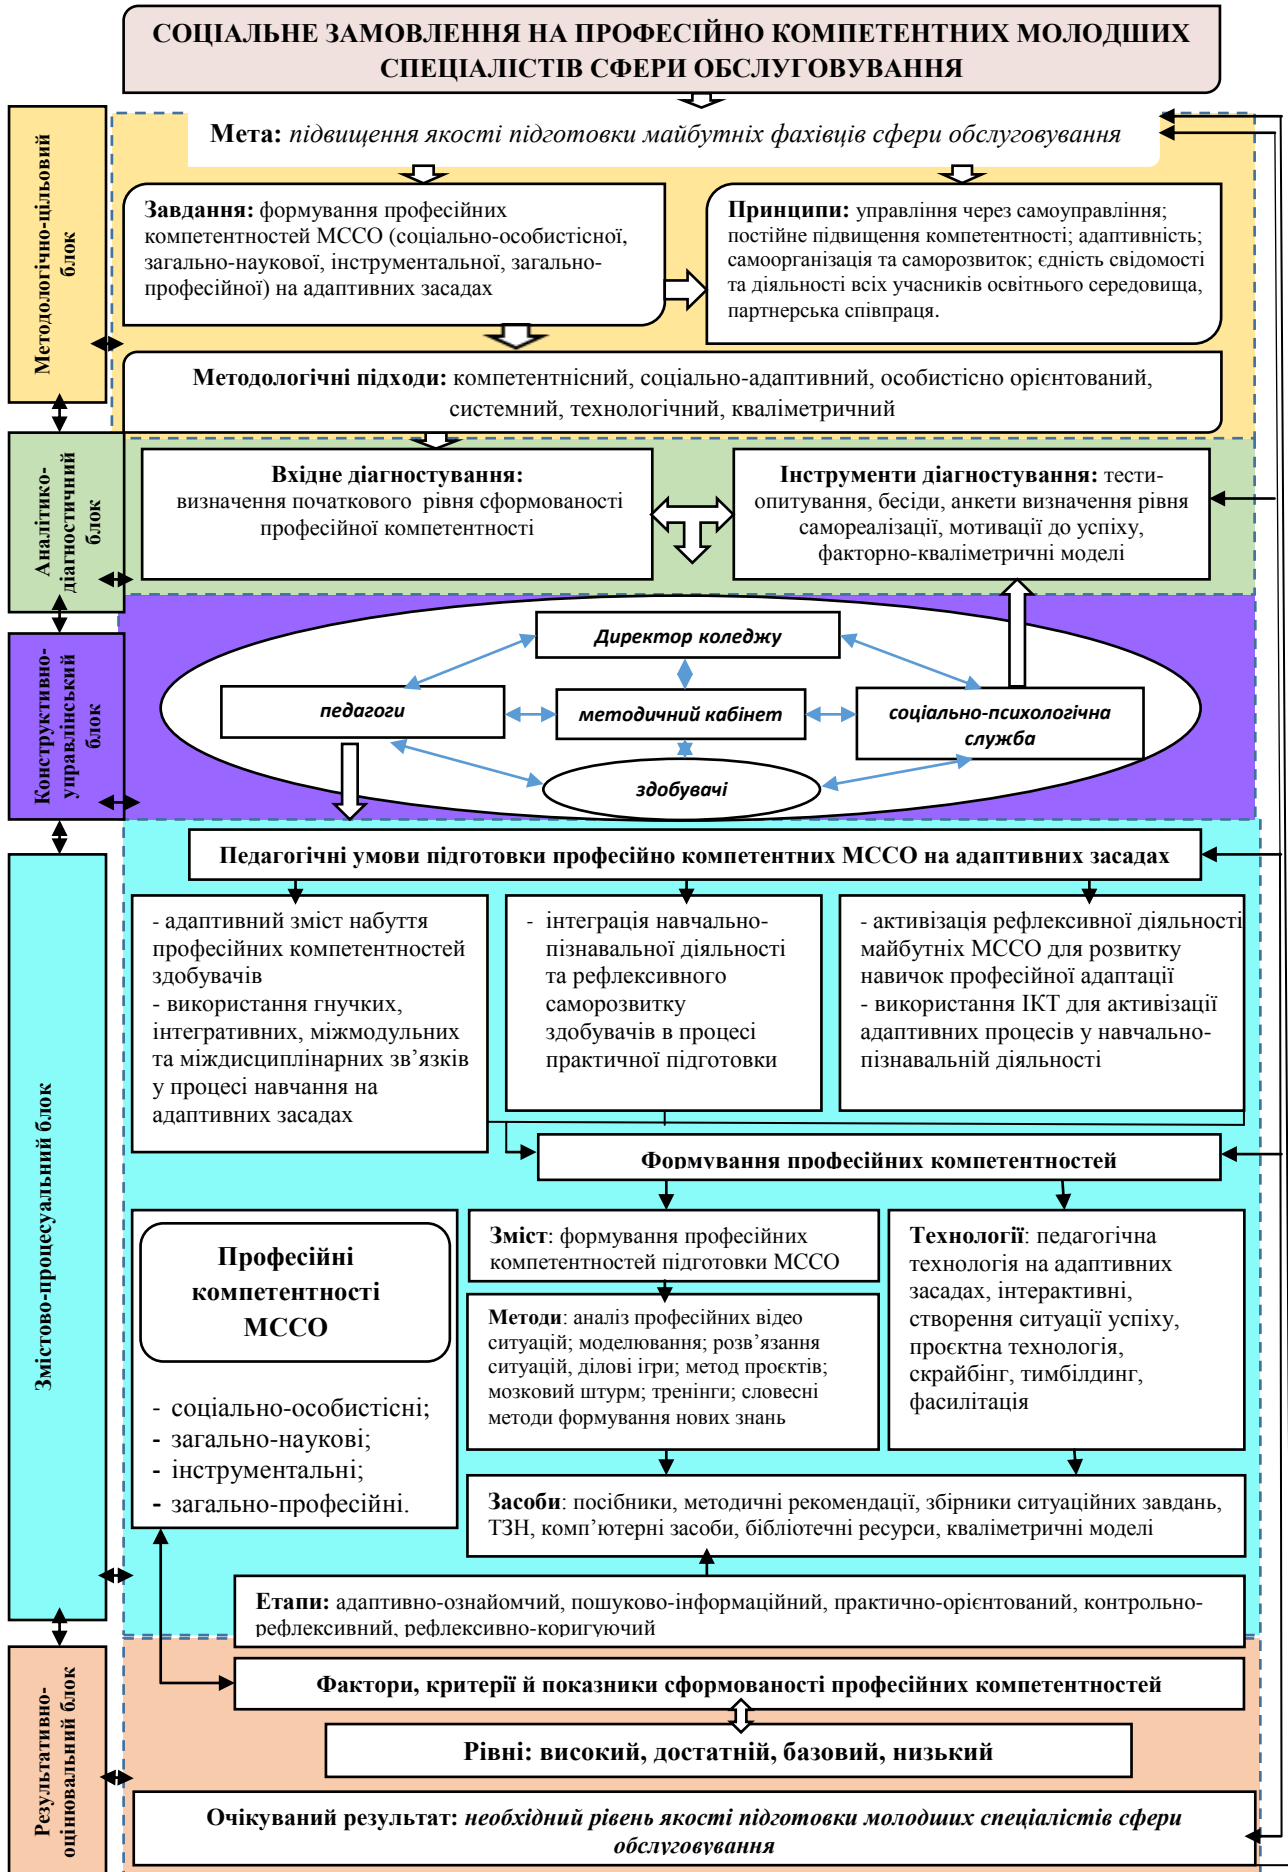 СОЦІАЛЬНЕ ЗАМОВЛЕННЯ НА ПРОФЕСІЙНО КОМПЕТЕНТНИХ МОЛОДШИХ
СПЕЦІАЛІСТІВ СФЕРИ ОБСЛУГОВУВАННЯ
Методологічно-цільовий
блок
Мета: підвищення якості підготовки майбутніх фахівців сфери обслуговування
Завдання: формування професійних
компетентностей МССО (соціально-особистісної,
загально-наукової, інструментальної, загально-
професійної) на адаптивних засадах
Принципи: управління через самоуправління;
постійне підвищення компетентності; адаптивність;
самоорганізація та саморозвиток; єдність свідомості
та діяльності всіх учасників освітнього середовища,
партнерська співпраця.
Методологічні підходи: компетентнісний, соціально-адаптивний, особистісно орієнтований,
системний, технологічний, кваліметричний
Аналітико-
діагностичний
блок
Вхідне діагностування:
визначення початкового рівня сформованості
професійної компетентності
Інструменти діагностування: тести-
опитування, бесіди, анкети визначення рівня
самореалізації, мотивації до успіху,
факторно-кваліметричні моделі
Конструктивно-
управлінський
блок
Директор коледжу
педагоги
методичний кабінет
соціально-психологічна
служба
здобувачі
Змістово-процесуальний блок
Педагогічні умови підготовки професійно компетентних МССО на адаптивних засадах
- адаптивний зміст набуття
професійних компетентностей
здобувачів
- використання гнучких,
інтегративних, міжмодульних
та міждисциплінарних зв’язків
у процесі навчання на
адаптивних засадах
- інтеграція навчально-
пізнавальної діяльності
та рефлексивного
саморозвитку
здобувачів в процесі
практичної підготовки
- активізація рефлексивної діяльності
майбутніх МССО для розвитку
навичок професійної адаптації
- використання ІКТ для активізації
адаптивних процесів у навчально-
пізнавальній діяльності
Формування професійних компетентностей
Професійні
компетентності
МССО
- соціально-особистісні;
- загально-наукові;
- інструментальні;
- загально-професійні.
Зміст: формування професійних
компетентностей підготовки МССО
Методи: аналіз професійних відео
ситуацій; моделювання; розв’язання
ситуацій, ділові ігри; метод проєктів;
мозковий штурм; тренінги; словесні
методи формування нових знань
Технології: педагогічна
технологія на адаптивних
засадах, інтерактивні,
створення ситуації успіху,
проєктна технологія,
скрайбінг, тимбілдинг,
фасилітація
Засоби: посібники, методичні рекомендації, збірники ситуаційних завдань,
ТЗН, комп’ютерні засоби, бібліотечні ресурси, кваліметричні моделі
Етапи: адаптивно-ознайомчий, пошуково-інформаційний, практично-орієнтований, контрольно-
рефлексивний, рефлексивно-коригуючий
Результативно-
оцінювальний блок
Фактори, критерії й показники сформованості професійних компетентностей
Рівні: високий, достатній, базовий, низький
Очікуваний результат: необхідний рівень якості підготовки молодших спеціалістів сфери
обслуговування